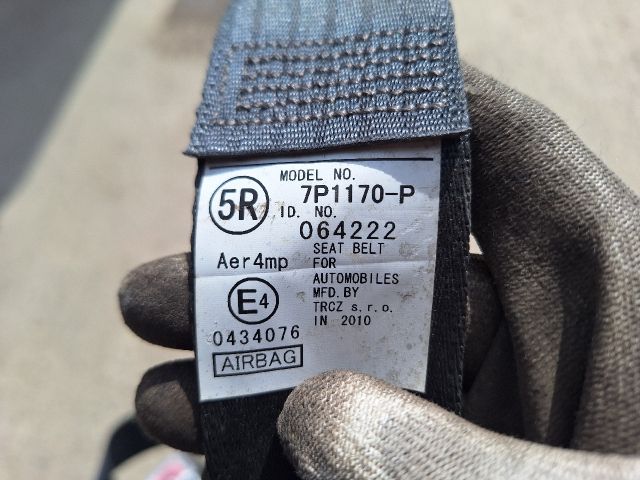 MODEL NO.
5R 7P1170-P
ID. NO.
064222
Aer4mp
SEAT BELT
FOR
AUTOMOBILES
MFD. BY
TRCZ s.r.o.
IN 2010
E4
0434076
AIRBAG